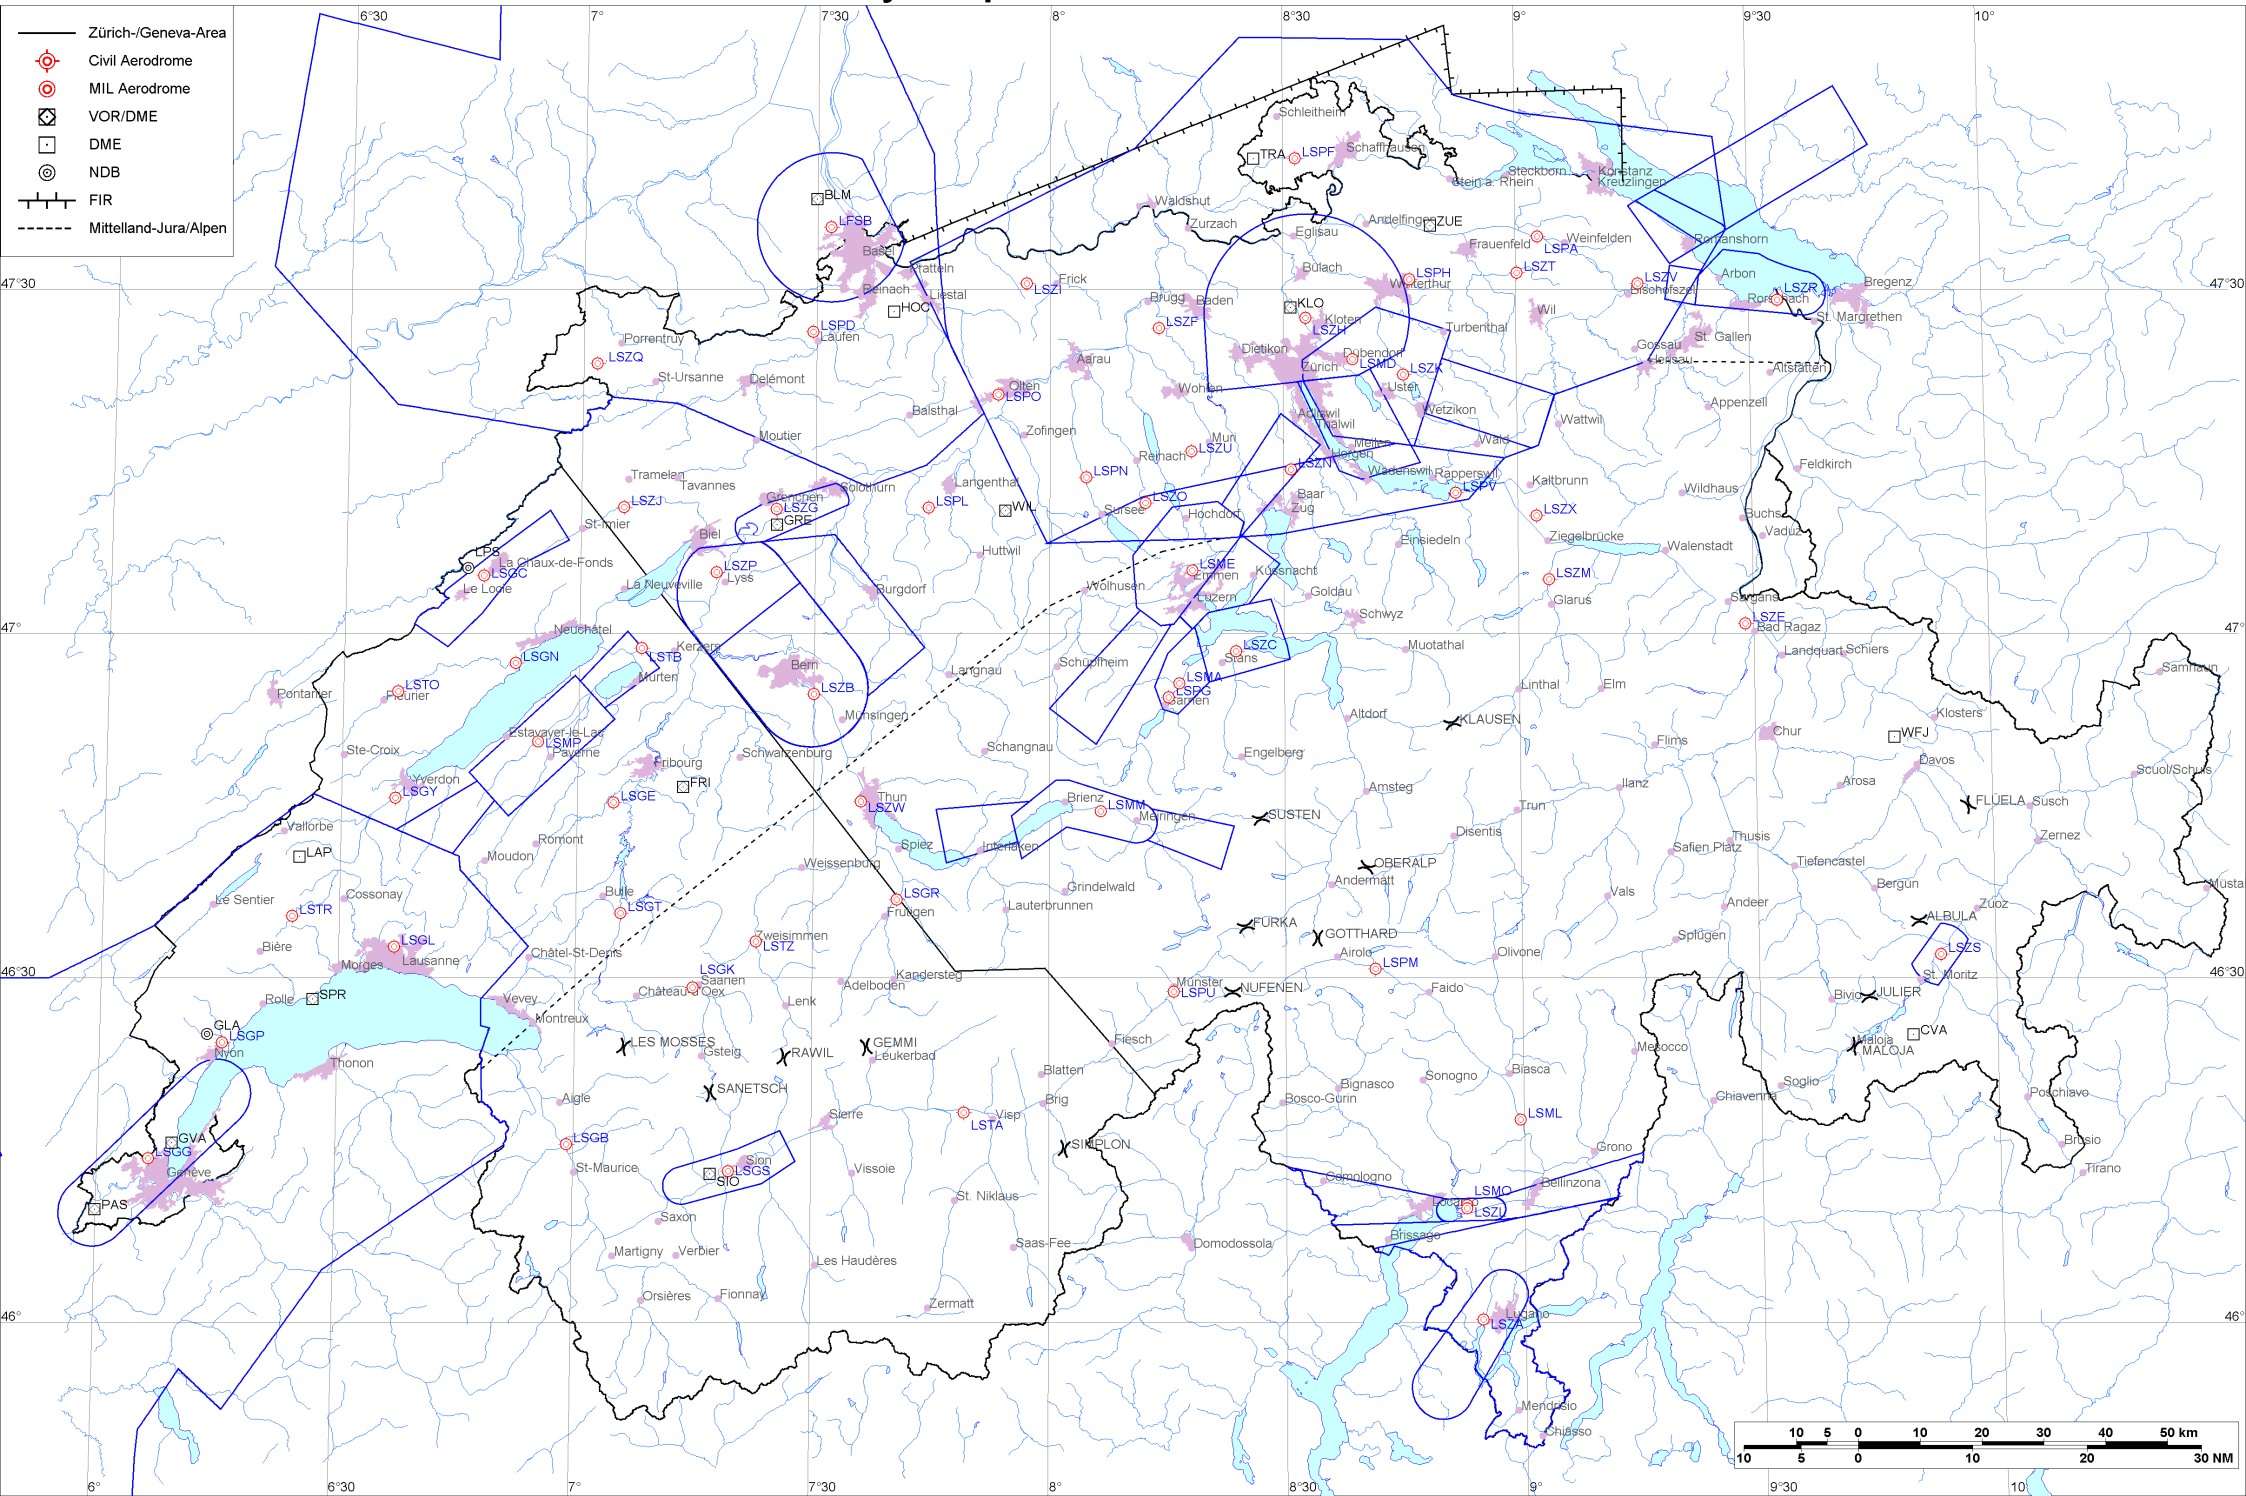 6°30
7°
7°30
8°
8°30
9°
9°30
10°
Zürich-/Geneva-Area
Civil Aerodrome
MIL Aerodrome
VOR/DME
DME
NDB
FIR
Mittelland-Jura/Alpen
Schleitheim
TRA
LSPF
Schaffhausen
Stein a. Rhein
Steckborn
Konstanz
Kreuzlingen
BLM
LFSB
Basel
Waldshut
Zurzach
Eglisau
Andelfingen
ZUE
Frauenfeld
LSPA
Weinfelden
Romanshorn
Pratteln
Reinach
Liestal
HOC
LSZI
Frick
Bülach
LSPH
Winterthur
LSZT
LSZV
Bischofszell
Arbon
LSZR
Rorschach
Bregenz
St. Margrethen
47°30
47°30
LSPD
Laufen
Brugg
Baden
LSZF
KLO
Kloten
LSZH
Turbenthal
Wil
St. Gallen
Gossau
Herisau
Altstätten
Porrentruy
LSZQ
St-Ursanne
Delémont
Aarau
Dietikon
Zürich
Dübendorf
LSMD
LSZK
Uster
Olten
LSPO
Wohlen
Wetzikon
Appenzell
Balsthal
Adliswil
Thalwil
Wattwil
Moutier
Zofingen
Muri
Meilen
Wald
LSZU
Reinach
Horgen
LSZN
Wädenswil
Rapperswil
LSPV
Kaltbrunn
Feldkirch
Wildhaus
Tramelan
Tavannes
LSPN
Grenchen
Solothurn
Langenthal
LSZJ
LSZG
GRE
LSPL
WIL
LSZO
Sursee
Hochdorf
Baar
Zug
LSZX
Buchs
Vaduz
St-Imier
Biel
Huttwil
Einsiedeln
Ziegelbrücke
Walenstadt
LPS
La Chaux-de-Fonds
LSGC
Le Locle
LSZP
Lyss
La Neuveville
Burgdorf
Wolhusen
LSME
Emmen
Küssnacht
Luzern
Goldau
Schwyz
LSZM
Glarus
Sargans
LSZE
Bad Ragaz
47°
47°
Neuchâtel
LSGN
LSTB
Kerzers
Murten
Bern
LSZB
Langnau
Schüpfheim
LSZC
Stans
LSMA
LSPG
Sarnen
Muotathal
Landquart
Schiers
Samnaun
LSTO
Fleurier
Pontarlier
Münsingen
Linthal
Elm
Altdorf
KLAUSEN
Klosters
Ste-Croix
Estavayer-le-Lac
LSMP
Payerne
Fribourg
Schwarzenburg
Schangnau
Engelberg
Flims
Chur
WFJ
Davos
Yverdon
LSGY
LSGE
FRI
Thun
LSZW
Brienz
LSMM
Meiringen
Amsteg
SUSTEN
Trun
Ilanz
Arosa
Scuol/Schuls
FLÜELA
Susch
Vallorbe
LAP
Romont
Moudon
Spiez
Interlaken
Disentis
Safien Platz
Thusis
Zernez
Weissenburg
OBERALP
Andermatt
Tiefencastel
Bergun
Müstair
Le Sentier
Cossonay
Bulle
LSGT
LSGR
Frutigen
Grindelwald
Lauterbrunnen
Vals
Andeer
ALBULA
Zuoz
LSTR
Bière
LSGL
Lausanne
Morges
Châtel-St-Denis
Zweisimmen
LSTZ
FURKA
GOTTHARD
Airolo
LSPM
Olivone
Splügen
LSZS
St. Moritz
46°30
46°30
LSGK
Saanen
Château-d'Oex
Adelboden
Kandersteg
Münster
LSPU
NUFENEN
Faido
Bivio
JULIER
SPR
Rolle
Vevey
Montreux
Lenk
GLA
LSGP
Nyon
Thonon
LES MOSSES
Gsteig
RAWIL
GEMMI
Leukerbad
Fiesch
Mesocco
Maloja
MALOJA
CVA
SANETSCH
Aigle
Blatten
Brig
Bignasco
Sonogno
Biasca
Bosco-Gurin
Soglio
Chiavenna
Poschiavo
GVA
LSGG
Genève
LSGB
Sierre
LSTA
Visp
LSML
SIMPLON
Grono
Brusio
Tirano
St-Maurice
Sion
LSGS
SIO
Vissoie
St. Niklaus
Comologno
LSMO
Bellinzona
Locarno
LSZL
PAS
Saxon
Martigny
Verbier
Saas-Fee
Domodossola
Brissago
Les Haudères
Orsières
Fionnay
Zermatt
46°
46°
Lugano
LSZA
Mendrisio
Chiasso
10 5 0 10 20 30 40 50 km
10 5 0 10 20 30 NM
6°
6°30
7°
7°30
8°
8°30
9°
9°30
10°